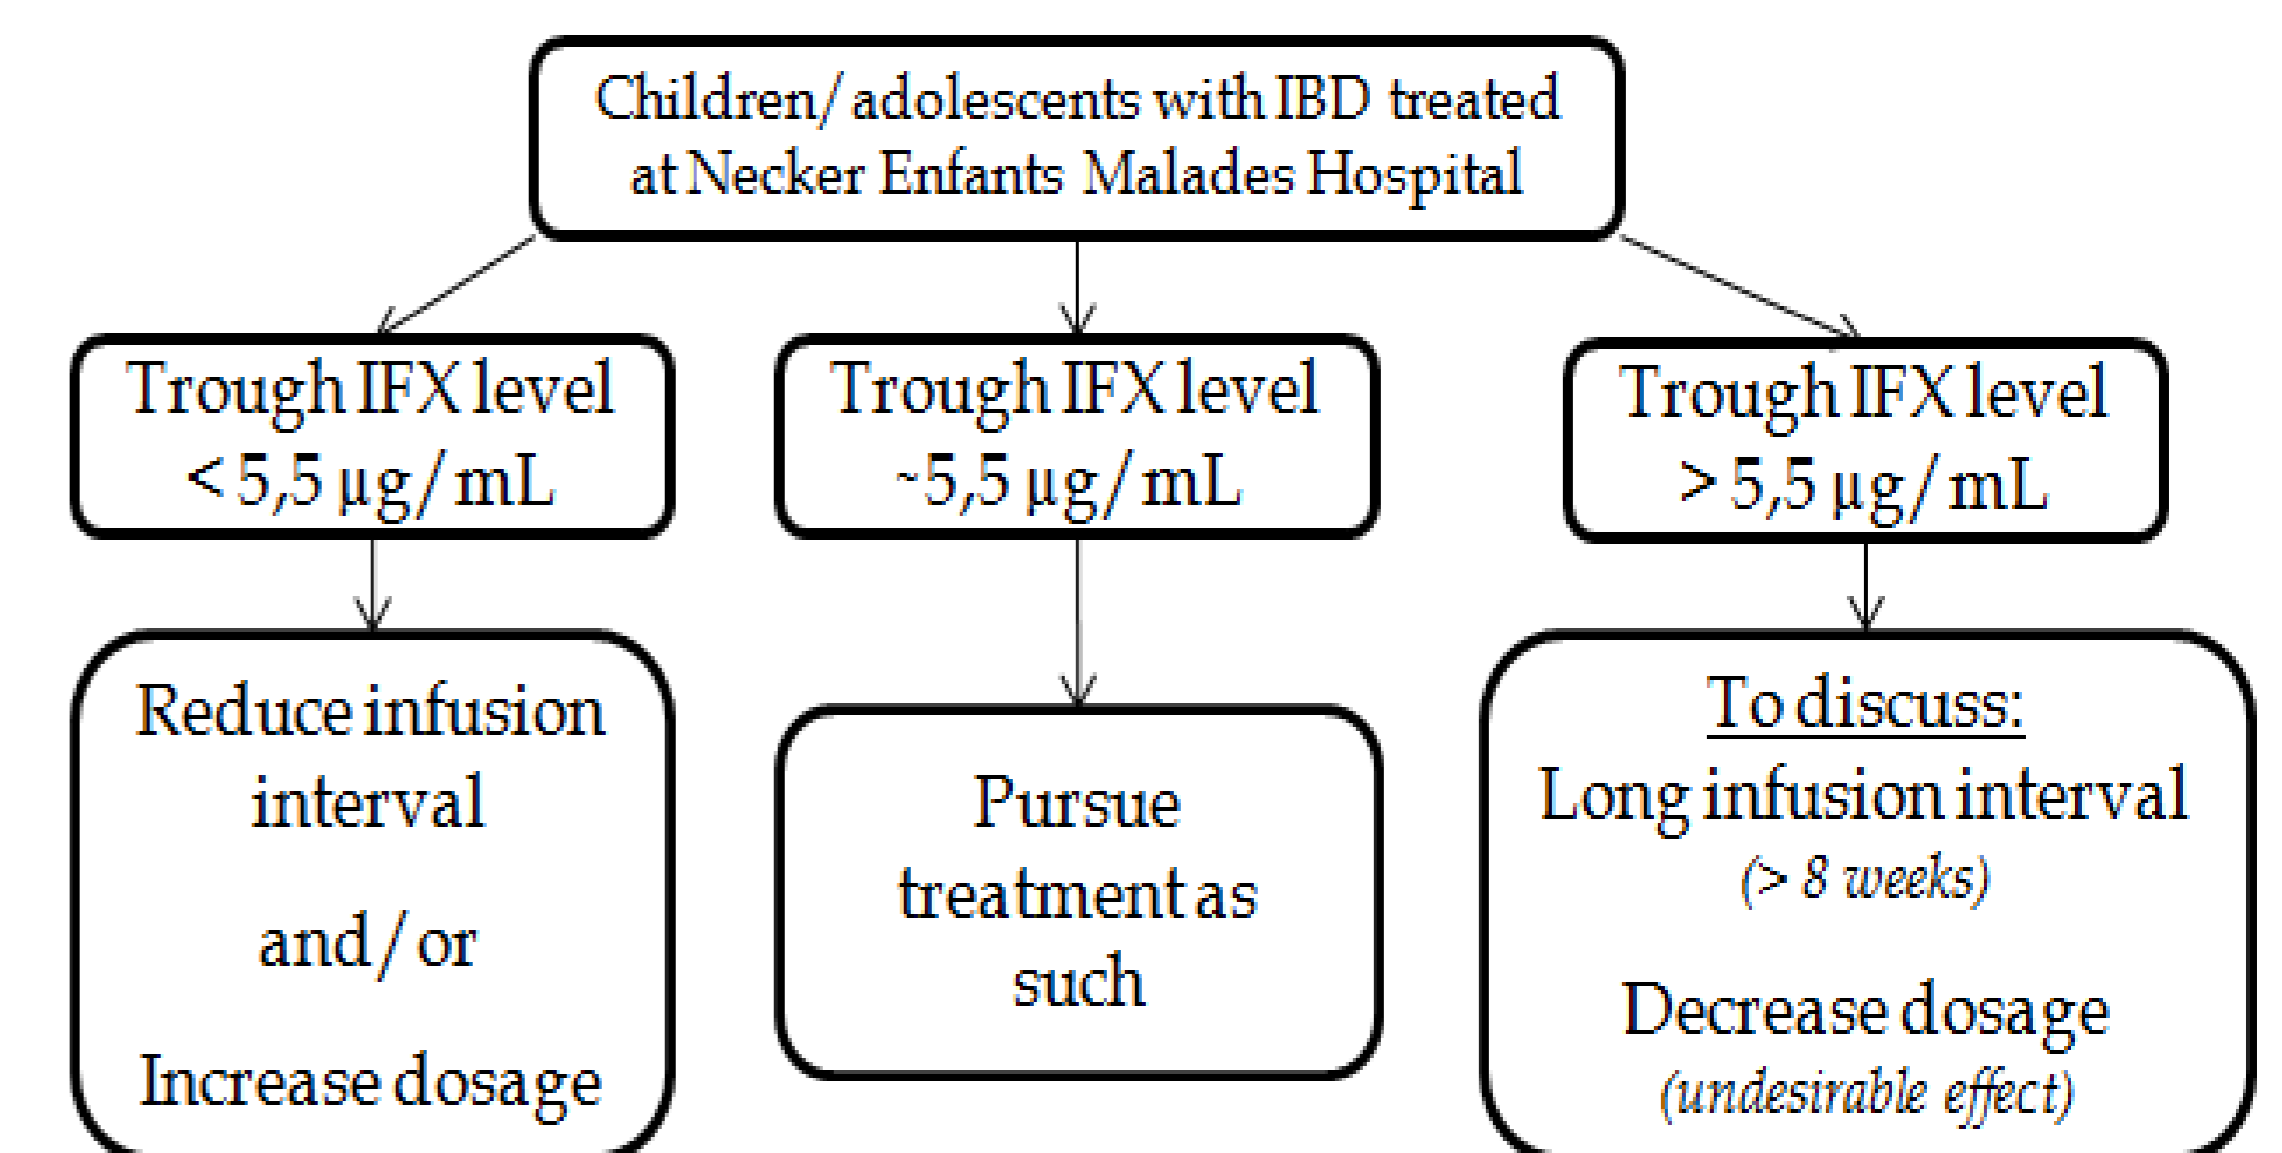 Children/adolescents with IBD treated
at Necker Enfants Malades Hospital
Trough IFX level
< 5,5 µg/mL
Trough IFX level
~5,5 µg/mL
Trough IFX level
> 5,5 µg/mL
Reduce infusion
interval
and/or
Increase dosage
Pursue
treatment as
such
To discuss:
Long infusion interval
(> 8 weeks)
Decrease dosage
(undesirable effect)